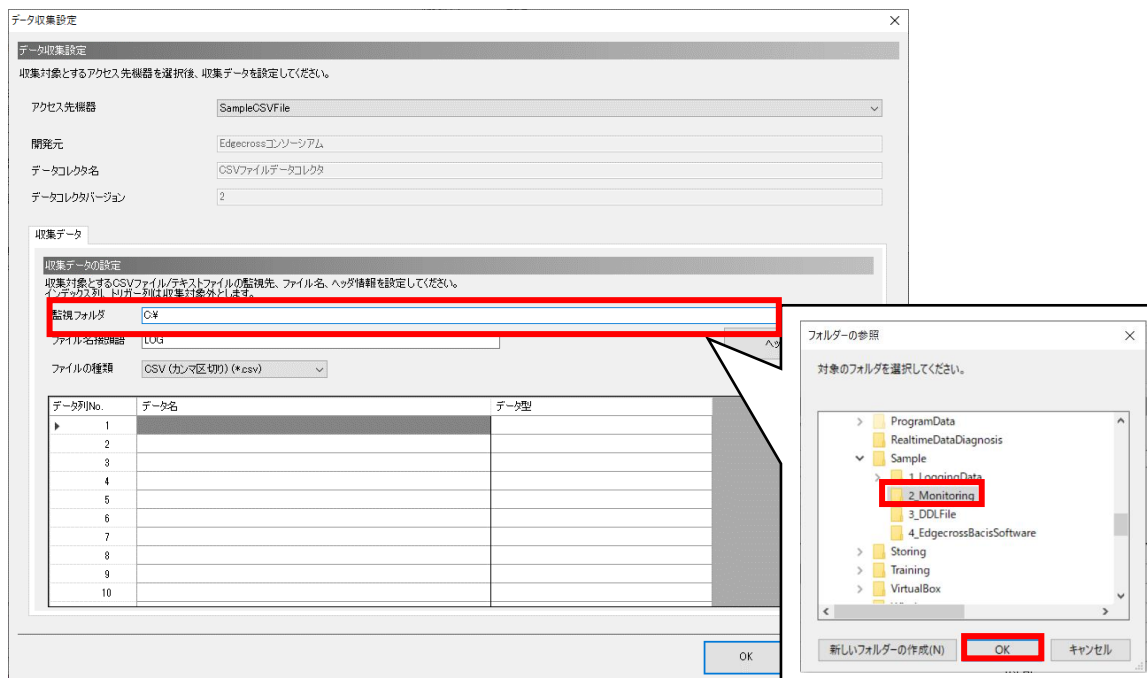 データ収集設定
データ収集設定
収集対象とするアクセス先機器を選択後、収集データを設定してください。
アクセス先機器 SampleCSVFile
開発元 Edgecrossコンソーシアム
データコレクタ名 CSVファイルデータコレクタ
データコレクタバージョン 2
収集データ
収集データの設定
収集対象とするCSVファイル/テキストファイルの監視先、ファイル名、ヘッダ情報を設定してください。
インデックス列、トリガー列は収集対象外とします。
監視フォルダ C:¥
ファイル名接頭語 LOG
ファイルの種類 CSV (カンマ区切り) (*csv)
データ列No. データ名 データ型
1
2
3
4
5
6
7
8
9
10
OK
フォルダーの参照
対象のフォルダを選択してください。
ProgramData
RealtimeDataDiagnosis
Sample
1_LoggingData
2_Monitoring
3_DDLFile
4_EdgecrossBacisSoftware
Storing
Training
VirtualBox
新しいフォルダーの作成(N) OK キャンセル